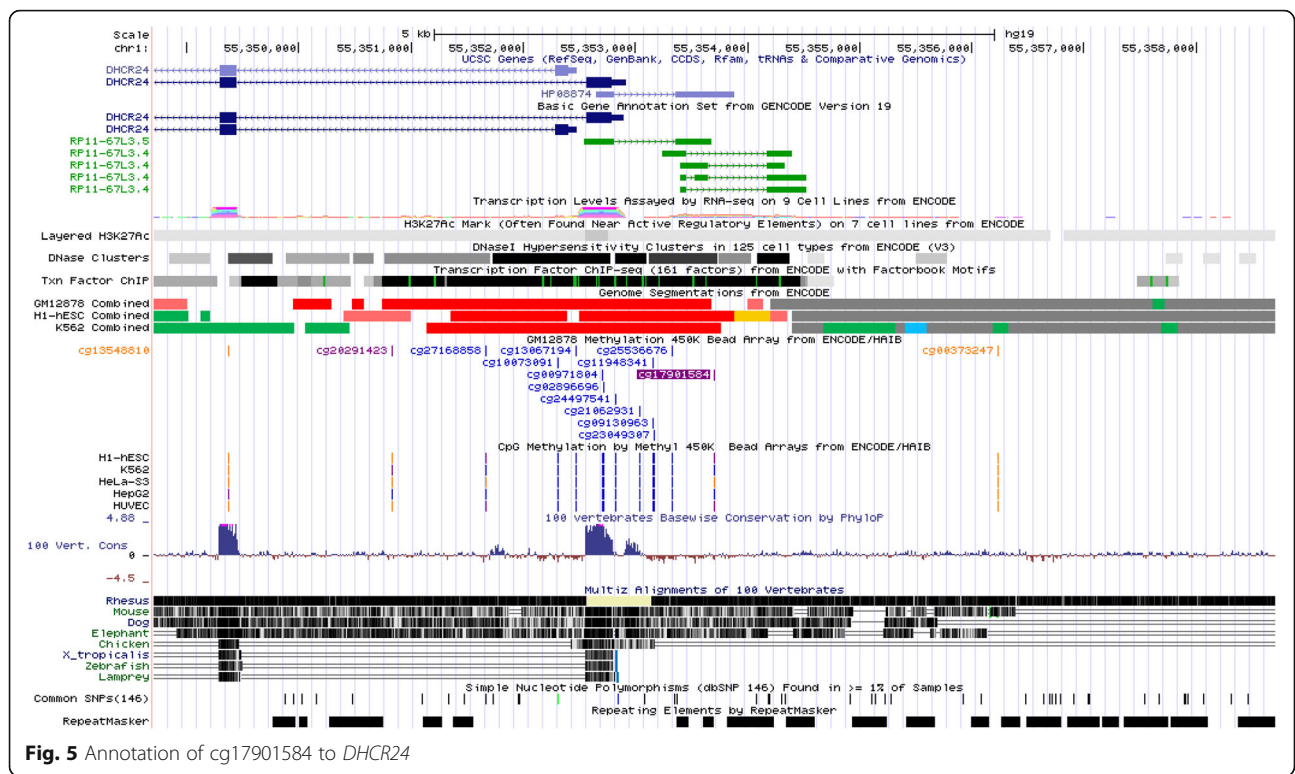 Scale 5 kb hg19
chr1: 55,350,000 55,351,000 55,352,000 55,353,000 55,354,000 55,355,000 55,356,000 55,357,000 55,358,000
UCSC Genes (RefSeq, GenBank, CCDS, Rfam, tRNAs & Comparative Genomics)
DHCR24
DHCR24
HP08874
Basic Gene Annotation Set from GENCODE Version 19
DHCR24
DHCR24
RP11-67L3.5
RP11-67L3.4
RP11-67L3.4
RP11-67L3.4
RP11-67L3.4
Transcription Levels Assayed by RNA-seq on 9 Cell Lines from ENCODE
H3K27Ac Mark (Often Found Near Active Regulatory Elements) on 7 cell lines from ENCODE
Layered H3K27Ac
DNaseI Hypersensitivity Clusters in 125 cell types from ENCODE (V3)
DNase Clusters
Transcription Factor ChIP-seq (161 factors) from ENCODE with Factorbook Motifs
Txn Factor ChIP
Genome Segmentations from ENCODE
GM12878 Combined
H1-hESC Combined
K562 Combined
GM12878 Methylation 450K Bead Array from ENCODE/HAIB
cg13548810 cg20291423 cg27168858 cg13067194 cg25536676 cg00373247
cg10073091 cg11948341
cg00971804 cg17901584
cg02896696
cg24497541
cg21062931
cg09130963
cg23049307
CpG Methylation by Methyl 450K Bead Arrays from ENCODE/HAIB
H1-hESC
K562
HeLa-S3
HepG2
HUVEC
4.88 _ 100 vertebrates Basewise Conservation by PhyloP
100 Vert. Cons 0 -
-4.5 _
Multiz Alignments of 100 Vertebrates
Rhesus
Mouse
Dog
Elephant
Chicken
X_tropicalis
Zebrafish
Lamprey
Simple Nucleotide Polymorphisms (dbSNP 146) Found in >= 1% of Samples
Common SNPs(146)
Repeating Elements by RepeatMasker
RepeatMasker
Fig. 5 Annotation of cg17901584 to DHCR24